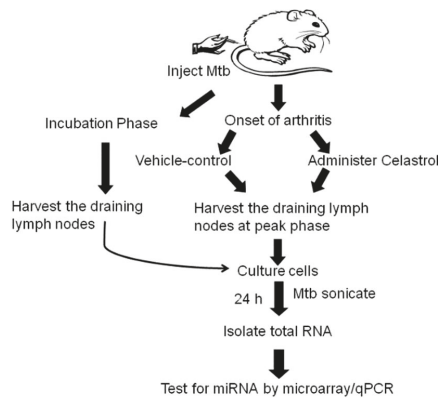 Inject Mtb
Incubation Phase
Onset of arthritis
Vehicle-control
Administer Celastrol
Harvest the draining
lymph nodes
Harvest the draining lymph
nodes at peak phase
Culture cells
24 h
Mtb sonicate
Isolate total RNA
Test for miRNA by microarray/qPCR